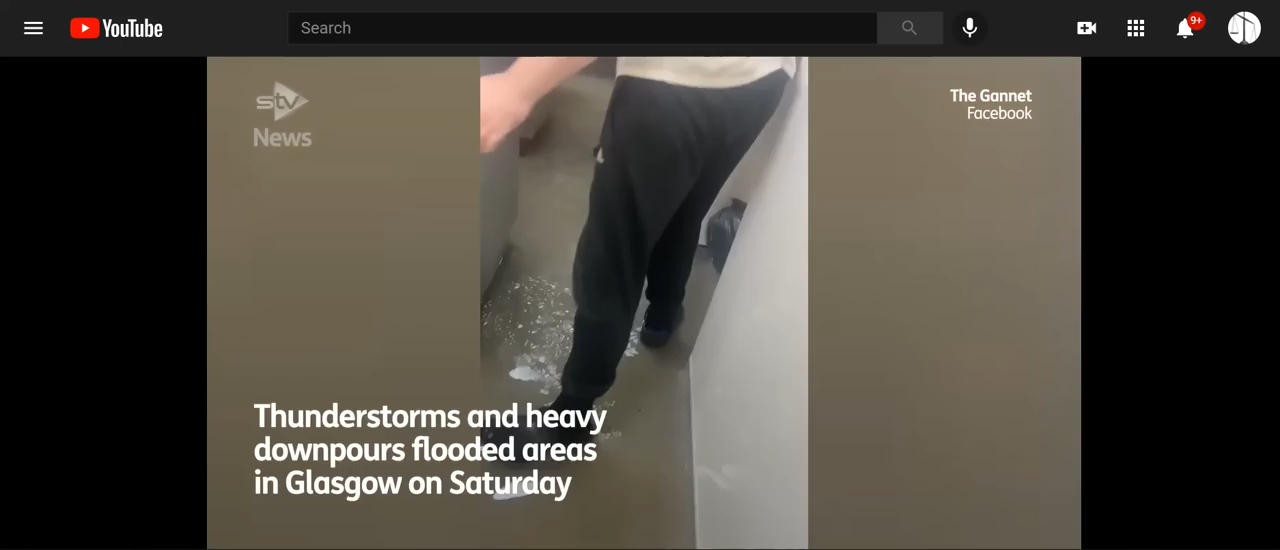 YouTube
Search
9+
stv
News
The Gannet
Facebook
Thunderstorms and heavy
downpours flooded areas
in Glasgow on Saturday